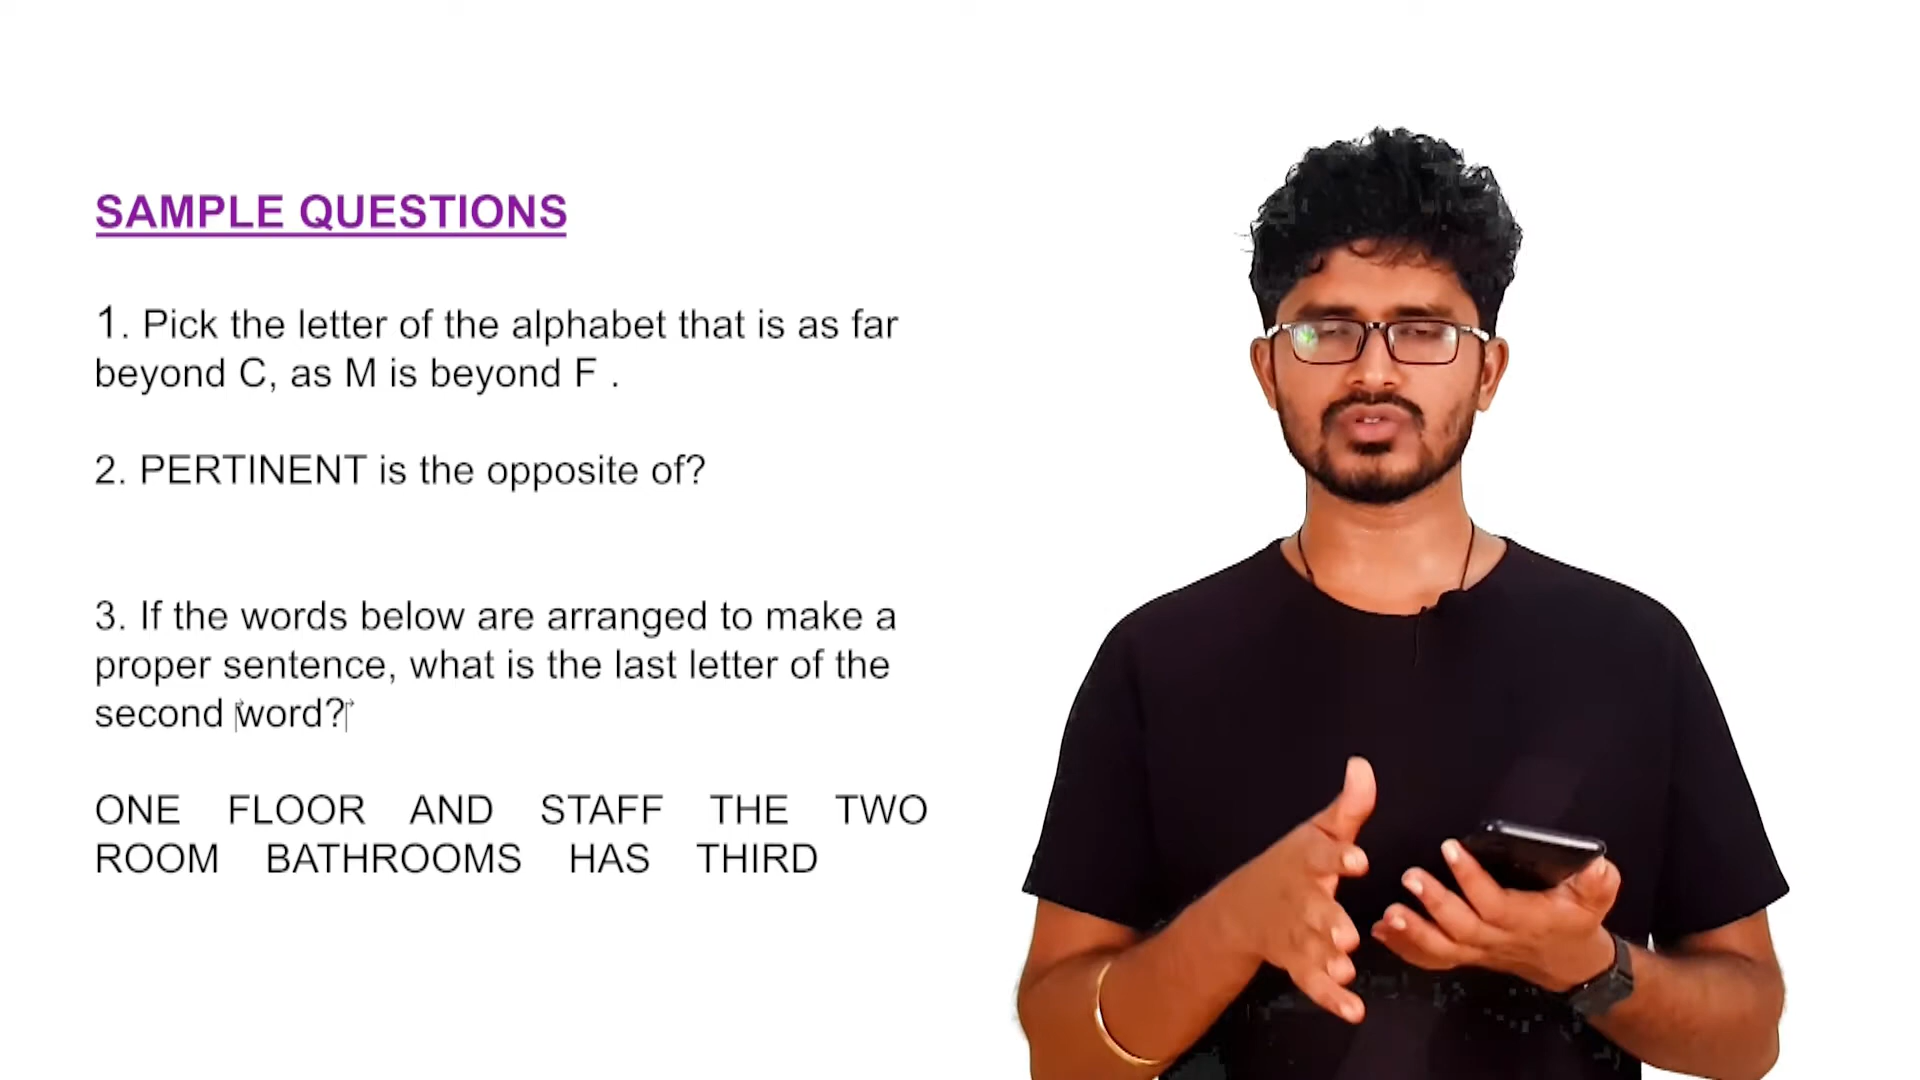 SAMPLE QUESTIONS
1. Pick the letter of the alphabet that is as far
beyond C, as M is beyond F .
2. PERTINENT is the opposite of?
3. If the words below are arranged to make a
proper sentence, what is the last letter of the
second word?
ONE FLOOR AND STAFF THE TWO
ROOM BATHROOMS HAS THIRD